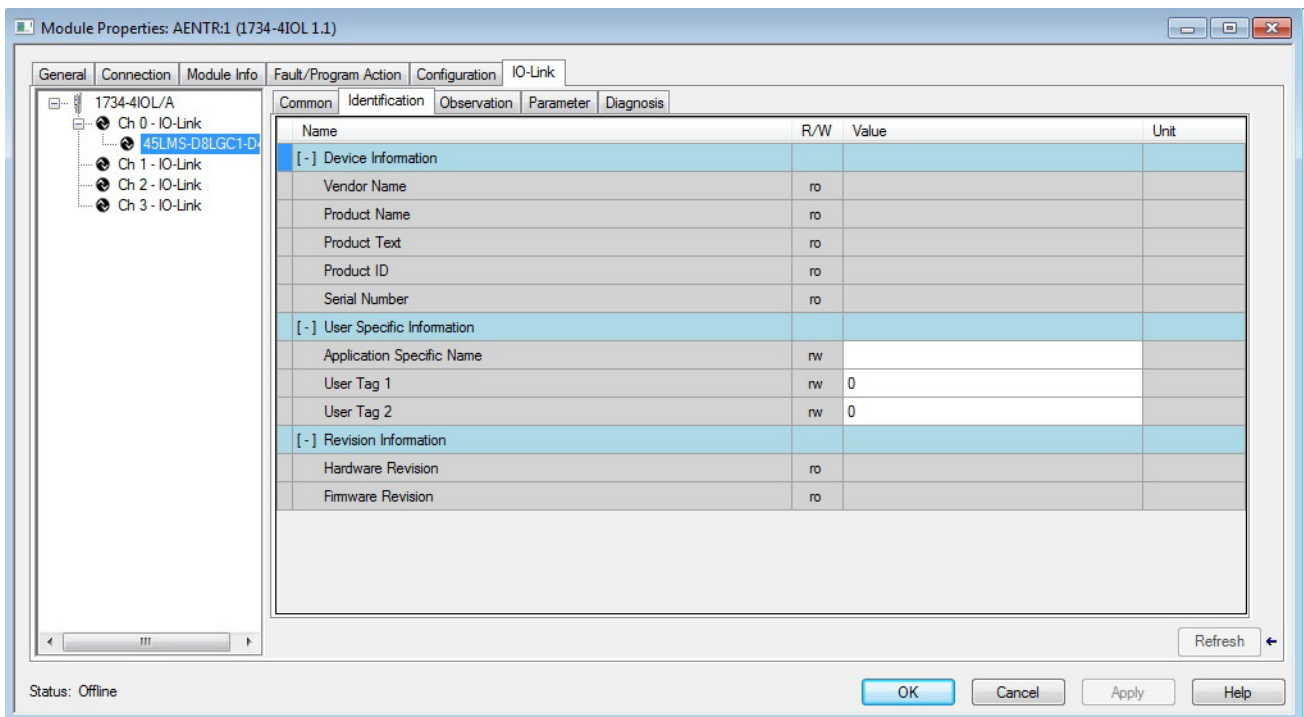 Module Properties: AENTR:1 (1734-4IOL 1.1)
General Connection Module Info Fault/Program Action Configuration IO-Link
1734-4IOL/A
Ch 0 - IO-Link
45LMS-D8LGC1-D4
Ch 1 - IO-Link
Ch 2 - IO-Link
Ch 3 - IO-Link
Common Identification Observation Parameter Diagnosis
Name R/W Value Unit
[-] Device Information
Vendor Name ro
Product Name ro
Product Text ro
Product ID ro
Serial Number ro
[-] User Specific Information
Application Specific Name rw
User Tag 1 rw 0
User Tag 2 rw 0
[-] Revision Information
Hardware Revision ro
Firmware Revision ro
Refresh
Status: Offline
OK Cancel Apply Help